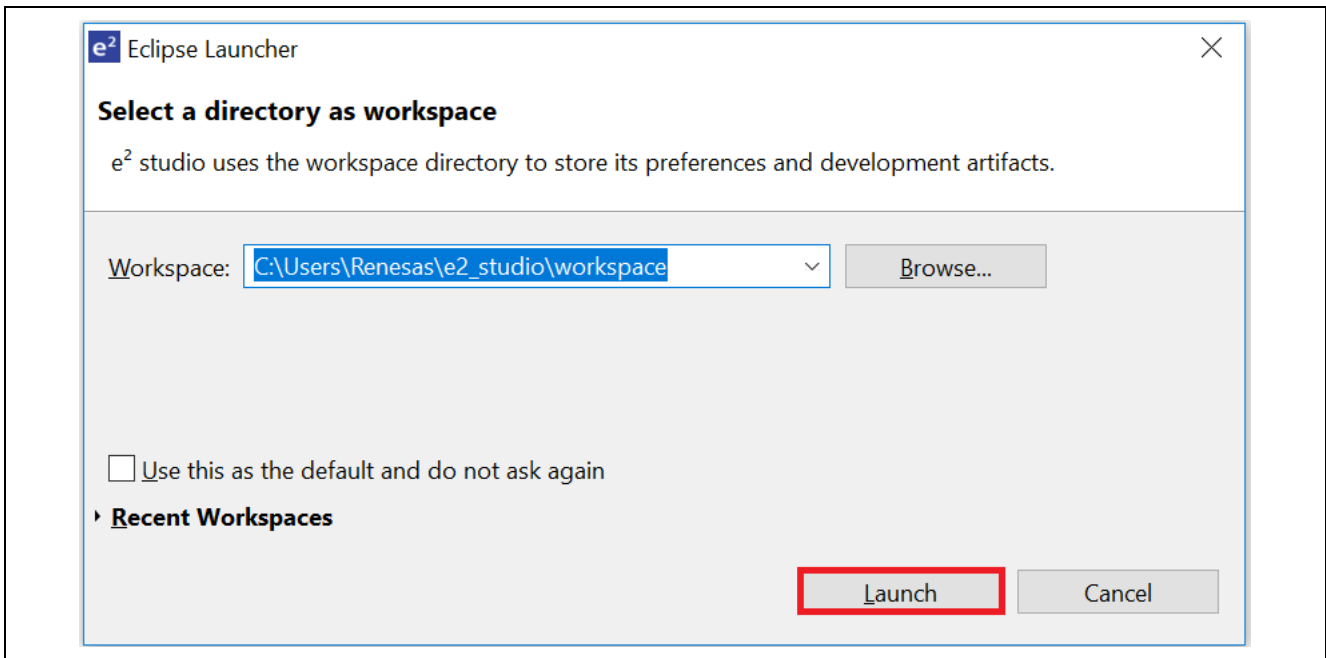 e² Eclipse Launcher
Select a directory as workspace
e² studio uses the workspace directory to store its preferences and development artifacts.
Workspace: C:\Users\Renesas\e2_studio\workspace Browse...
Use this as the default and do not ask again
Recent Workspaces
Launch Cancel